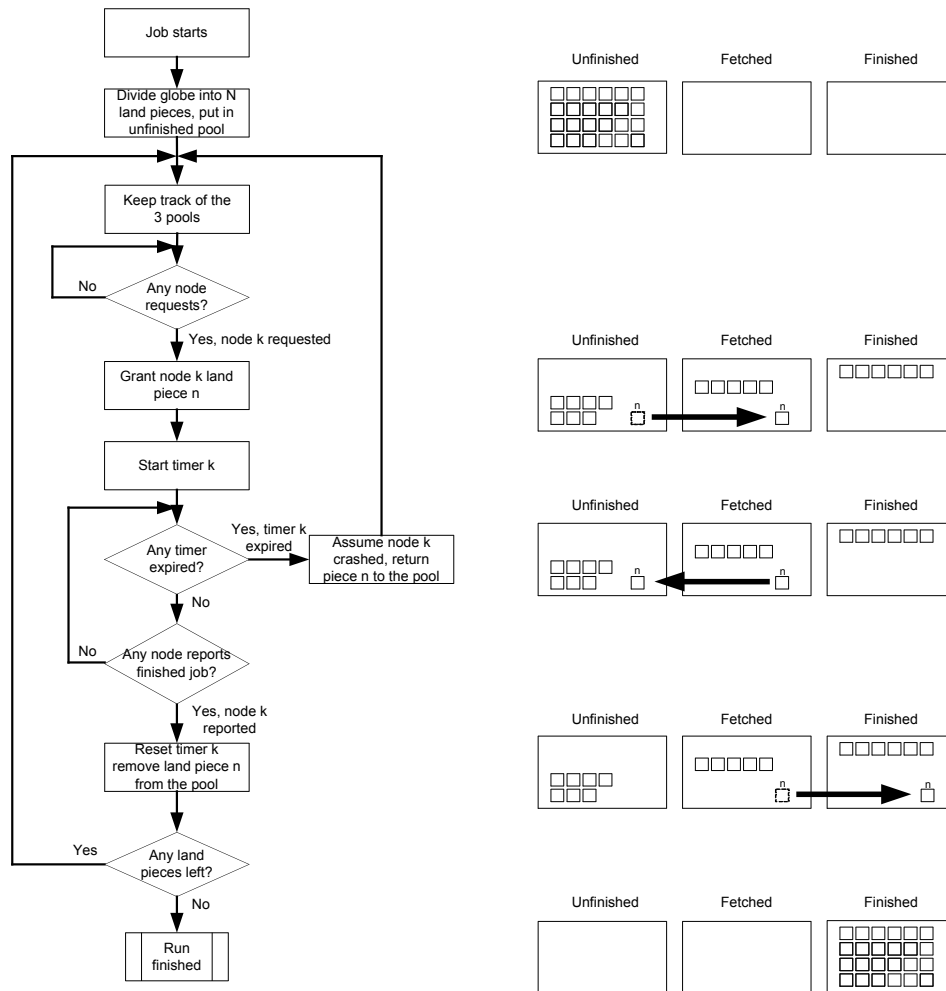 Job starts
Divide globe into N
land pieces, put in
unfinished pool
Keep track of the
3 pools
No
Any node
requests?
Yes, node k requested
Grant node k land
piece n
Start timer k
Any timer
expired?
Yes, timer k
expired
Assume node k
crashed, return
piece n to the pool
No
No
Any node reports
finished job?
Yes, node k
reported
Reset timer k
remove land piece n
from the pool
Yes
Any land
pieces left?
No
Run
finished
Unfinished Fetched Finished
Unfinished Fetched Finished
n n
Unfinished Fetched Finished
n n
Unfinished Fetched Finished
n n
Unfinished Fetched Finished